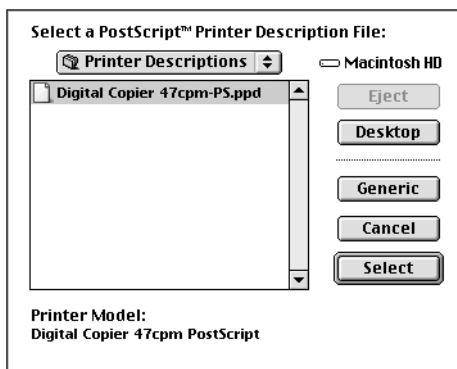 Select a PostScript™ Printer Description File:
Printer Descriptions
Macintosh HD
Digital Copier 47cpm-PS.ppd
Eject
Desktop
Generic
Cancel
Select
Printer Model:
Digital Copier 47cpm PostScript